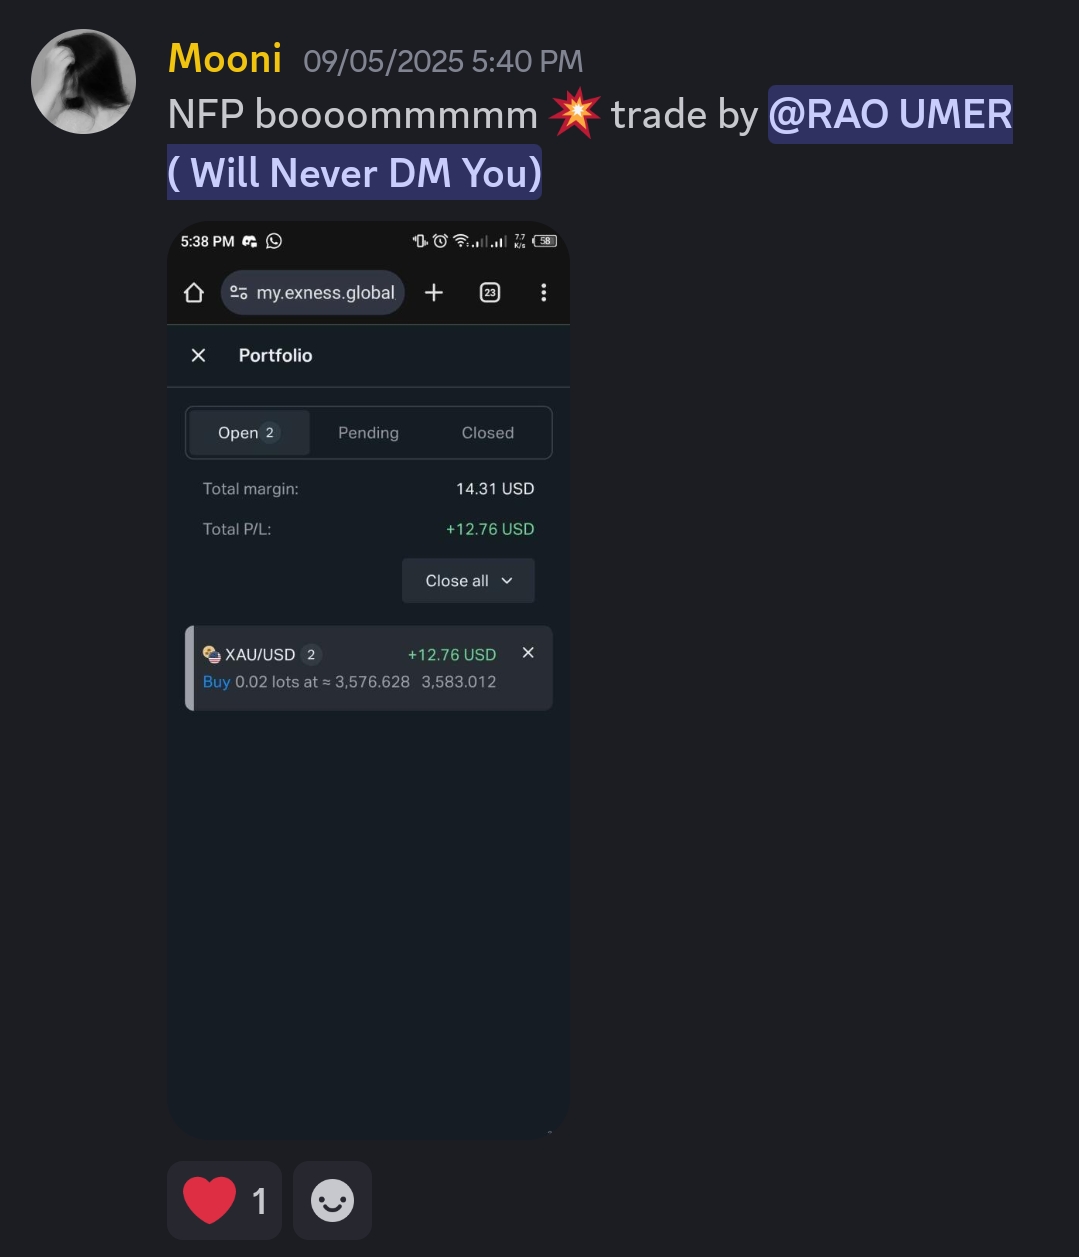 Mooni 09/05/2025 5:40 PM
NFP boooommmmm 💥 trade by @RAO UMER
( Will Never DM You)
5:38 PM 7.7 K/s 58
my.exness.global 23
Portfolio
Open 2 Pending Closed
Total margin: 14.31 USD
Total P/L: +12.76 USD
Close all
XAU/USD 2 +12.76 USD
Buy 0.02 lots at ≈ 3,576.628 3,583.012
❤️ 1